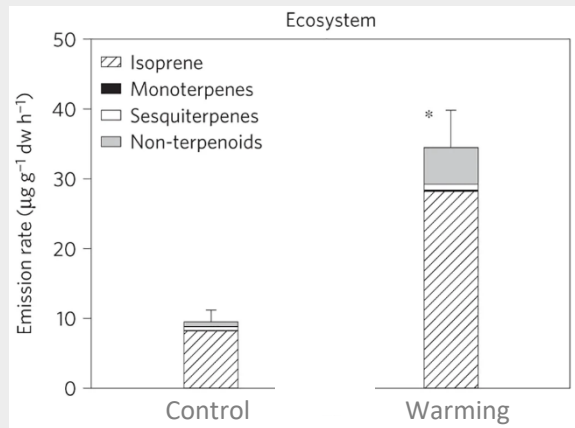 Ecosystem
50
40
30
20
10
0
Emission rate (µg g⁻¹ dw h⁻¹)
Isoprene
Monoterpenes
Sesquiterpenes
Non-terpenoids
*
Control
Warming